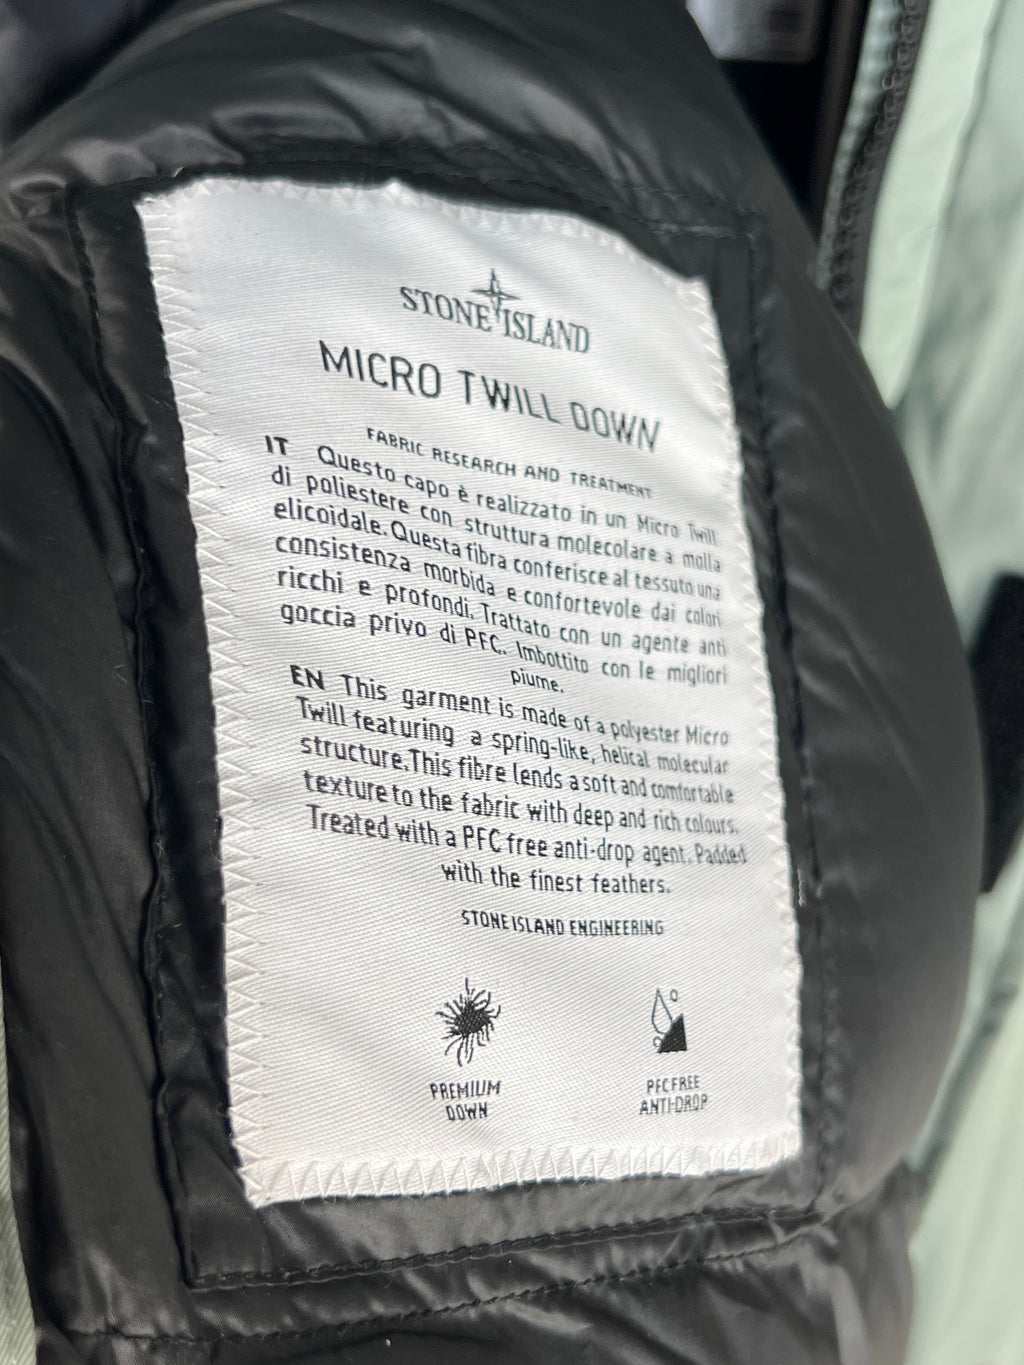 STONE ISLAND
MICRO TWILL DOWN
FABRIC RESEARCH AND TREATMENT
IT Questo capo è realizzato in un Micro Twill
di poliestere con struttura molecolare a molla
elicoidale. Questa fibra conferisce al tessuto una
consistenza morbida e confortevole dai colori
ricchi e profondi. Trattato con un agente anti
goccia privo di PFC. Imbottito con le migliori
piume.
EN This garment is made of a polyester Micro
Twill featuring a spring-like, helical molecular
structure. This fibre lends a soft and comfortable
texture to the fabric with deep and rich colours.
Treated with a PFC free anti-drop agent. Padded
with the finest feathers.
STONE ISLAND ENGINEERING
PREMIUM
DOWN
PFC FREE
ANTI-DROP